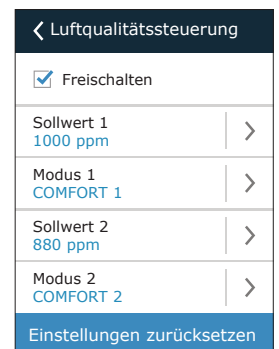 Luftqualitätssteuerung
Freischalten
Sollwert 1
1000 ppm
Modus 1
COMFORT 1
Sollwert 2
880 ppm
Modus 2
COMFORT 2
Einstellungen zurücksetzen